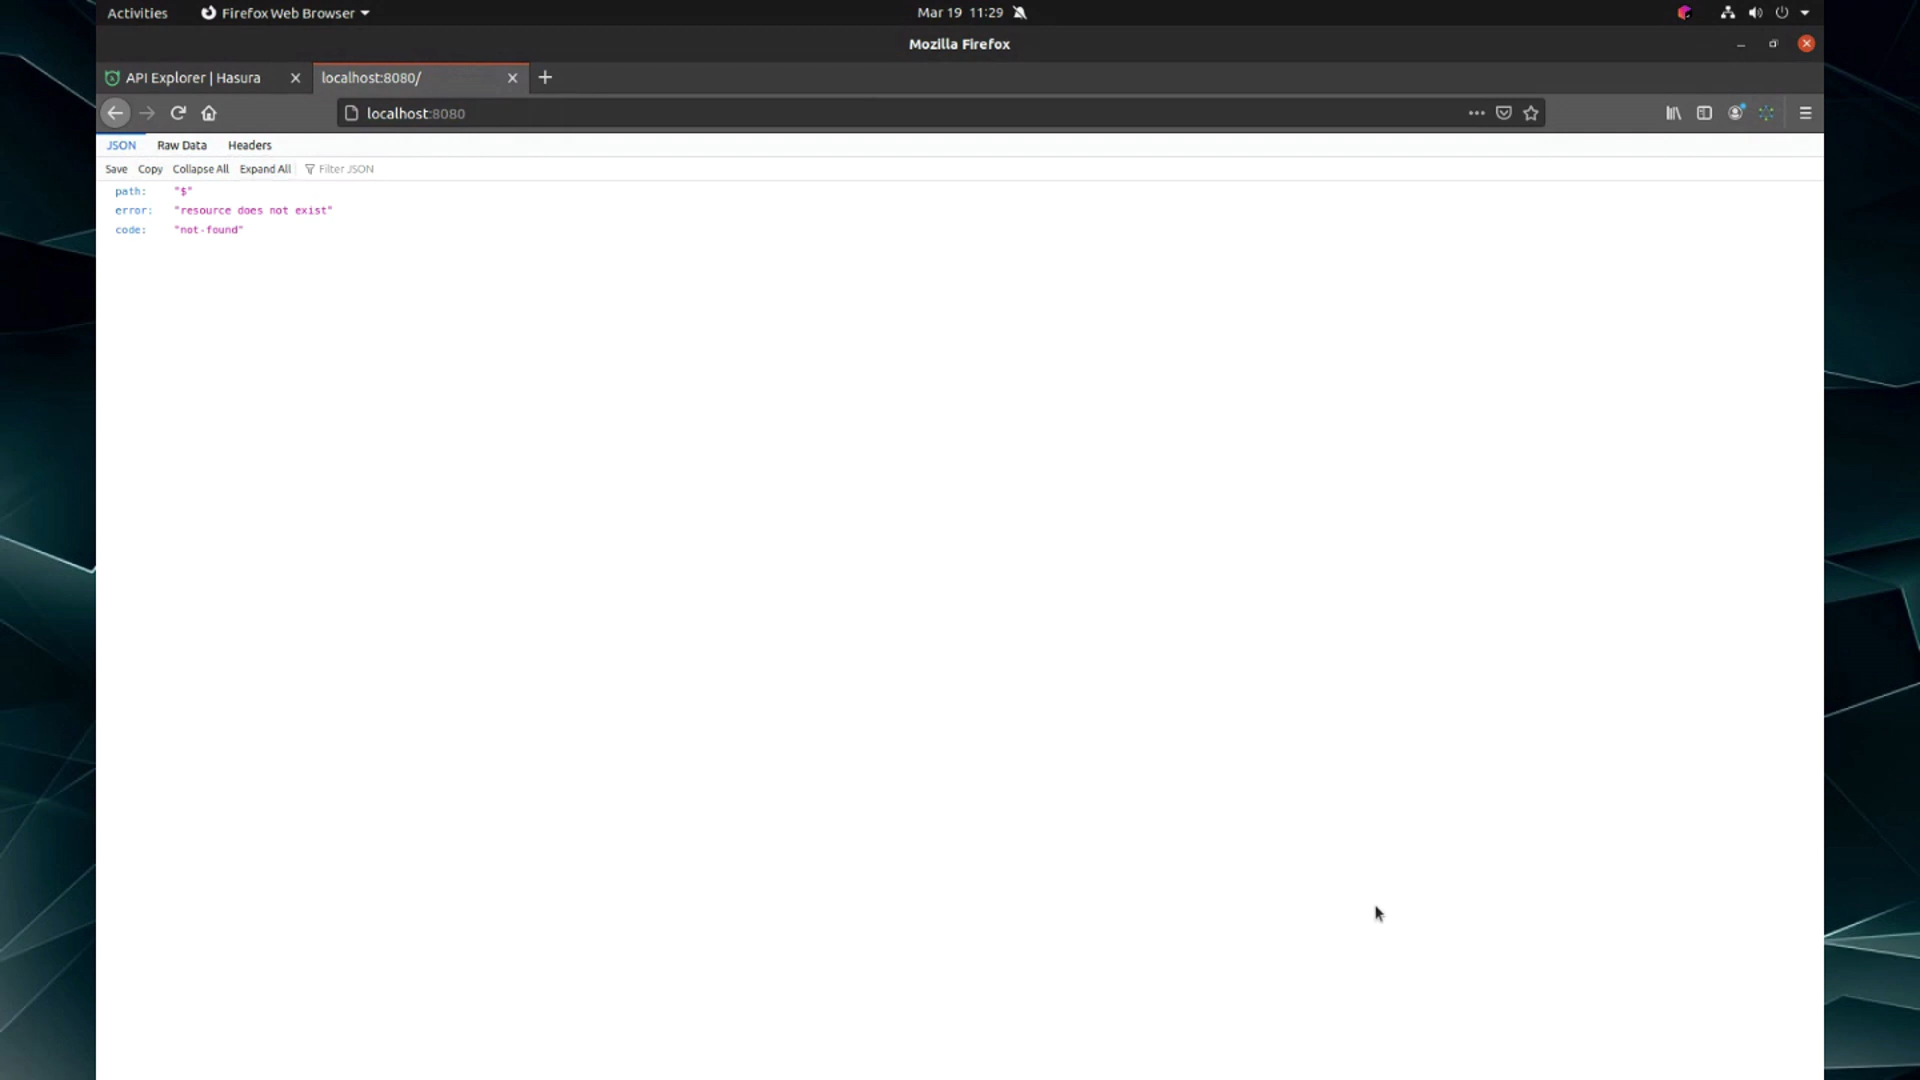 Activities Firefox Web Browser Mar 19 11:29
Mozilla Firefox
API Explorer | Hasura localhost:8080/
localhost:8080
JSON Raw Data Headers
Save Copy Collapse All Expand All Filter JSON
path: "$"
error: "resource does not exist"
code: "not-found"